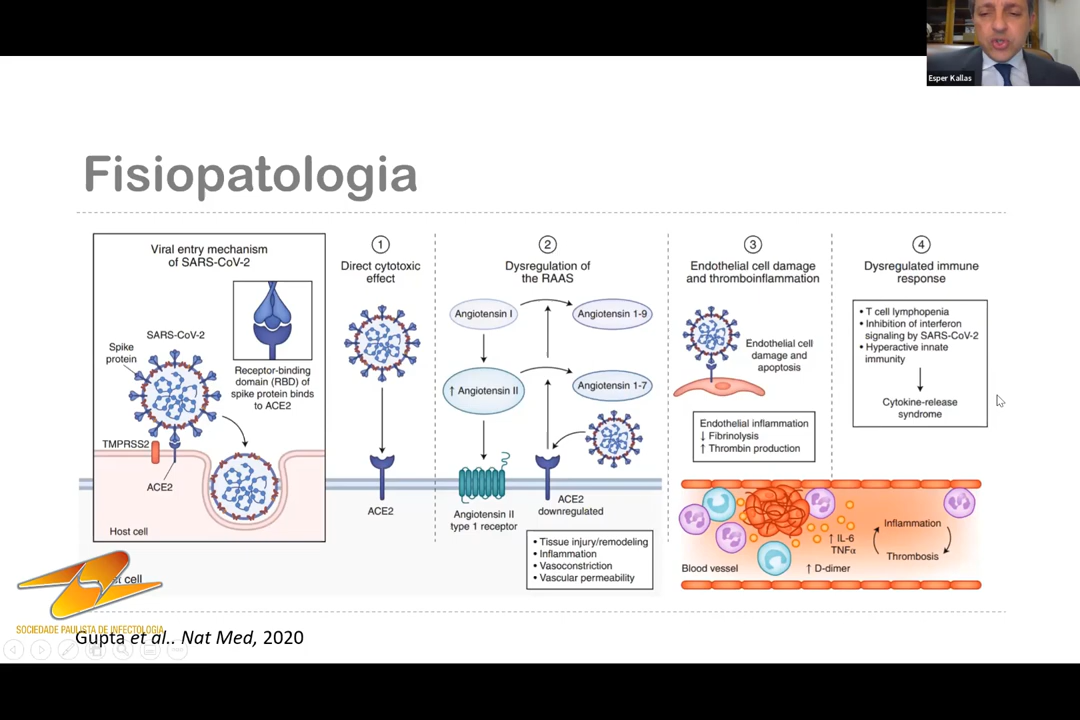 Esper Kallas
Fisiopatologia
Viral entry mechanism
of SARS-CoV-2
SARS-CoV-2
Spike
protein
Receptor-binding
domain (RBD) of
spike protein binds
to ACE2
TMPRSS2
ACE2
Host cell
1
Direct cytotoxic
effect
ACE2
2
Dysregulation of
the RAAS
Angiotensin I
Angiotensin 1-9
↑ Angiotensin II
Angiotensin 1-7
Angiotensin II
type 1 receptor
ACE2
downregulated
• Tissue injury/remodeling
• Inflammation
• Vasoconstriction
• Vascular permeability
3
Endothelial cell damage
and thromboinflammation
Endothelial cell
damage and
apoptosis
Endothelial inflammation
↓ Fibrinolysis
↑ Thrombin production
4
Dysregulated immune
response
• T cell lymphopenia
• Inhibition of interferon
signaling by SARS-CoV-2
• Hyperactive innate
immunity
Cytokine-release
syndrome
↑ IL-6
TNFα
Inflammation
Thrombosis
Blood vessel
↑ D-dimer
cell
SOCIEDADE PAULISTA DE INFECTOLOGIA
Gupta et al.. Nat Med, 2020